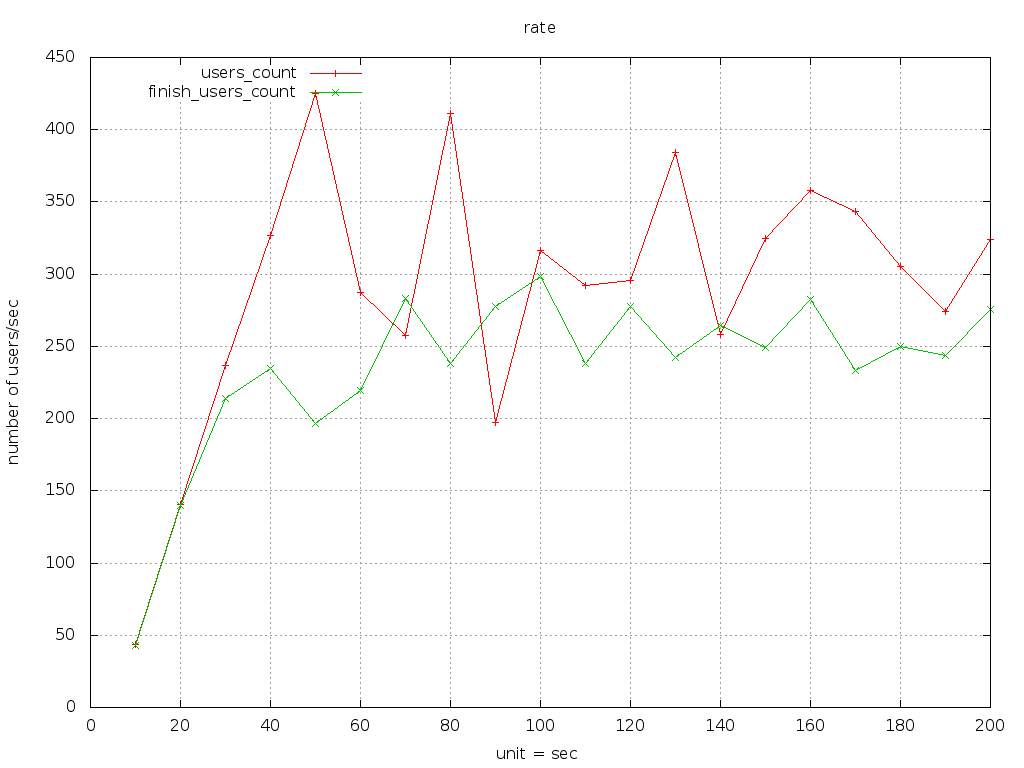 rate
users_count
finish_users_count
450
400
350
300
250
200
150
100
50
0
number of users/sec
0 20 40 60 80 100 120 140 160 180 200
unit = sec